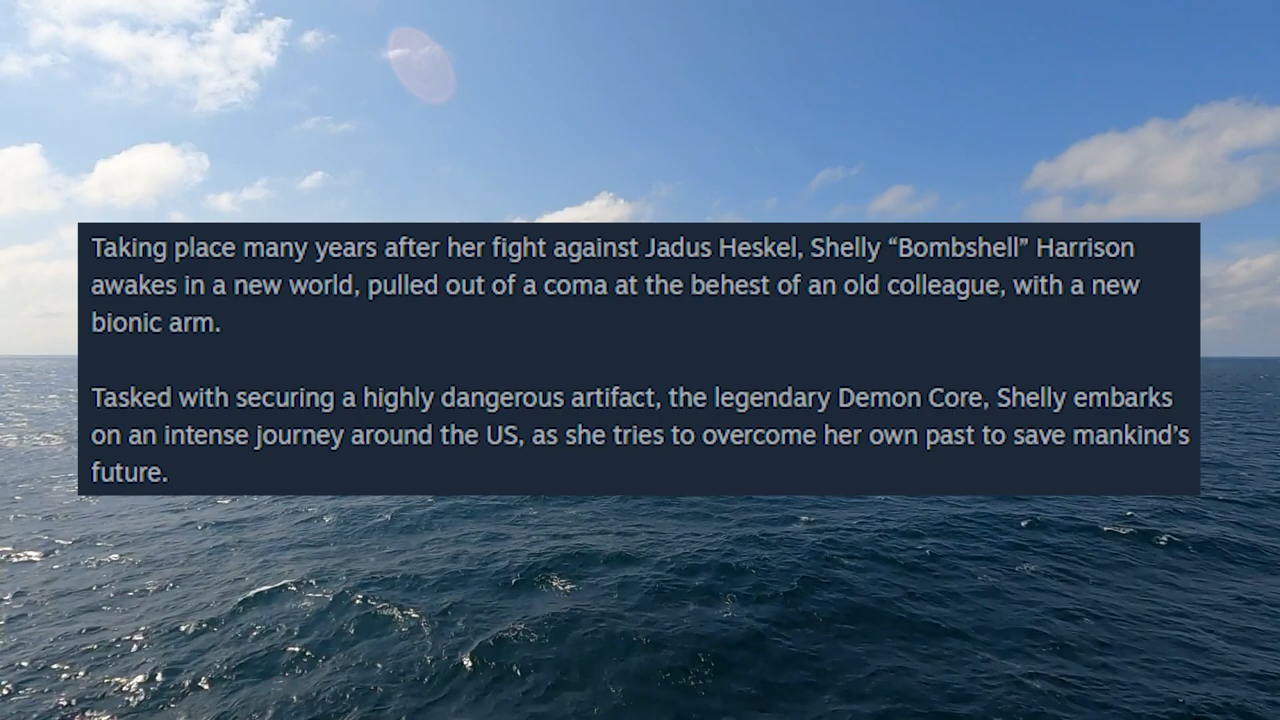 Taking place many years after her fight against Jadus Heskel, Shelly “Bombshell” Harrison
awakes in a new world, pulled out of a coma at the behest of an old colleague, with a new
bionic arm.
Tasked with securing a highly dangerous artifact, the legendary Demon Core, Shelly embarks
on an intense journey around the US, as she tries to overcome her own past to save mankind’s
future.